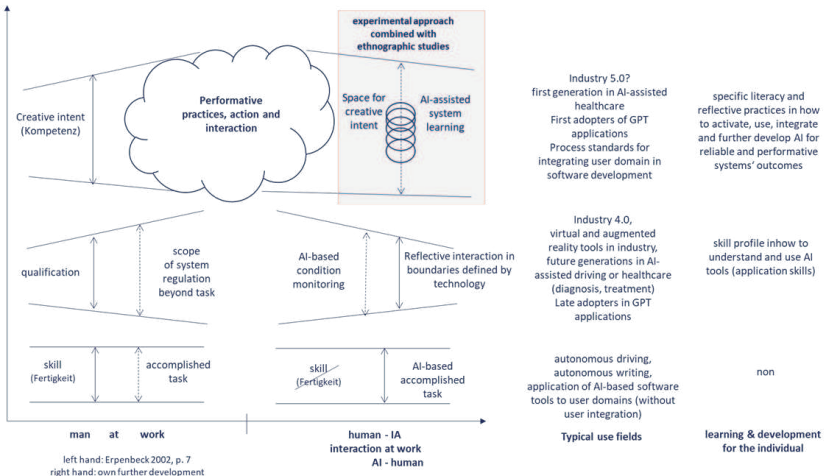 experimental approach
combined with
ethnographic studies
Creative intent
(Kompetenz)
Performative
practices, action and
interaction
Space for
creative
intent
AI-assisted
system
learning
Industry 5.0?
first generation in AI-assisted
healthcare
First adopters of GPT
applications
Process standards for
integrating user domain in
software development
specific literacy and
reflective practices in how
to activate, use, integrate
and further develop AI for
reliable and performative
systems' outcomes
qualification
scope
of system
regulation
beyond task
AI-based
condition
monitoring
Reflective interaction in
boundaries defined by
technology
Industry 4.0,
virtual and augmented
reality tools in industry,
future generations in AI-
assisted driving or healthcare
(diagnosis, treatment)
Late adopters in GPT
applications
skill profile inhow to
understand and use AI
tools (application skills)
skill
(Fertigkeit)
accomplished
task
skill
(Fertigkeit)
AI-based
accomplished
task
autonomous driving,
autonomous writing,
application of AI-based software
tools to user domains (without
user integration)
non
man at work
human - IA
interaction at work
AI - human
Typical use fields
learning & development
for the individual
left hand: Erpenbeck 2002, p. 7
right hand: own further development